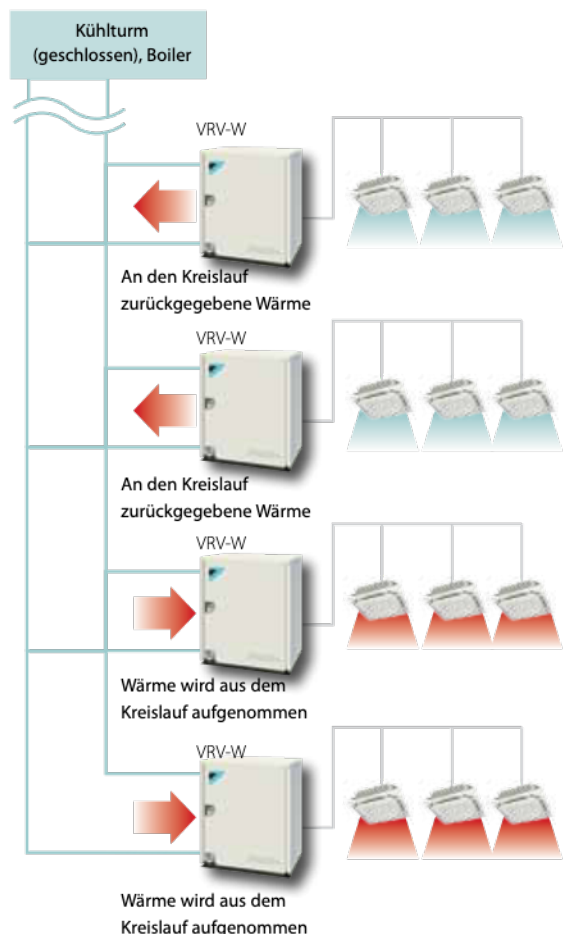 Kühlturm
(geschlossen), Boiler
VRV-W
An den Kreislauf
zurückgegebene Wärme
VRV-W
An den Kreislauf
zurückgegebene Wärme
VRV-W
Wärme wird aus dem
Kreislauf aufgenommen
VRV-W
Wärme wird aus dem
Kreislauf aufgenommen